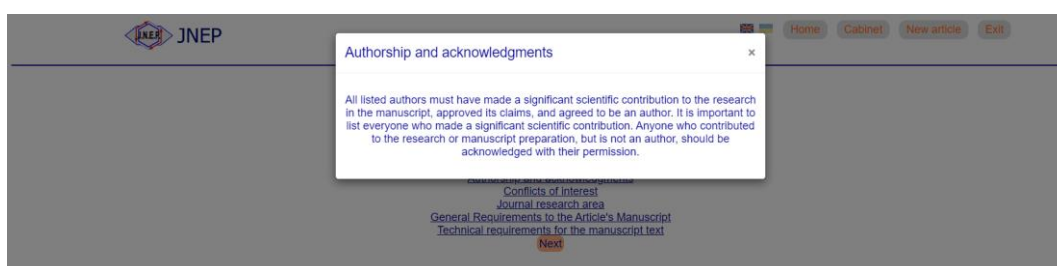 JNEP
JNEP
Home
Cabinet
New article
Exit
Authorship and acknowledgments
×
All listed authors must have made a significant scientific contribution to the research
in the manuscript, approved its claims, and agreed to be an author. It is important to
list everyone who made a significant scientific contribution. Anyone who contributed
to the research or manuscript preparation, but is not an author, should be
acknowledged with their permission.
Authorship and acknowledgments
Conflicts of interest
Journal research area
General Requirements to the Article's Manuscript
Technical requirements for the manuscript text
Next